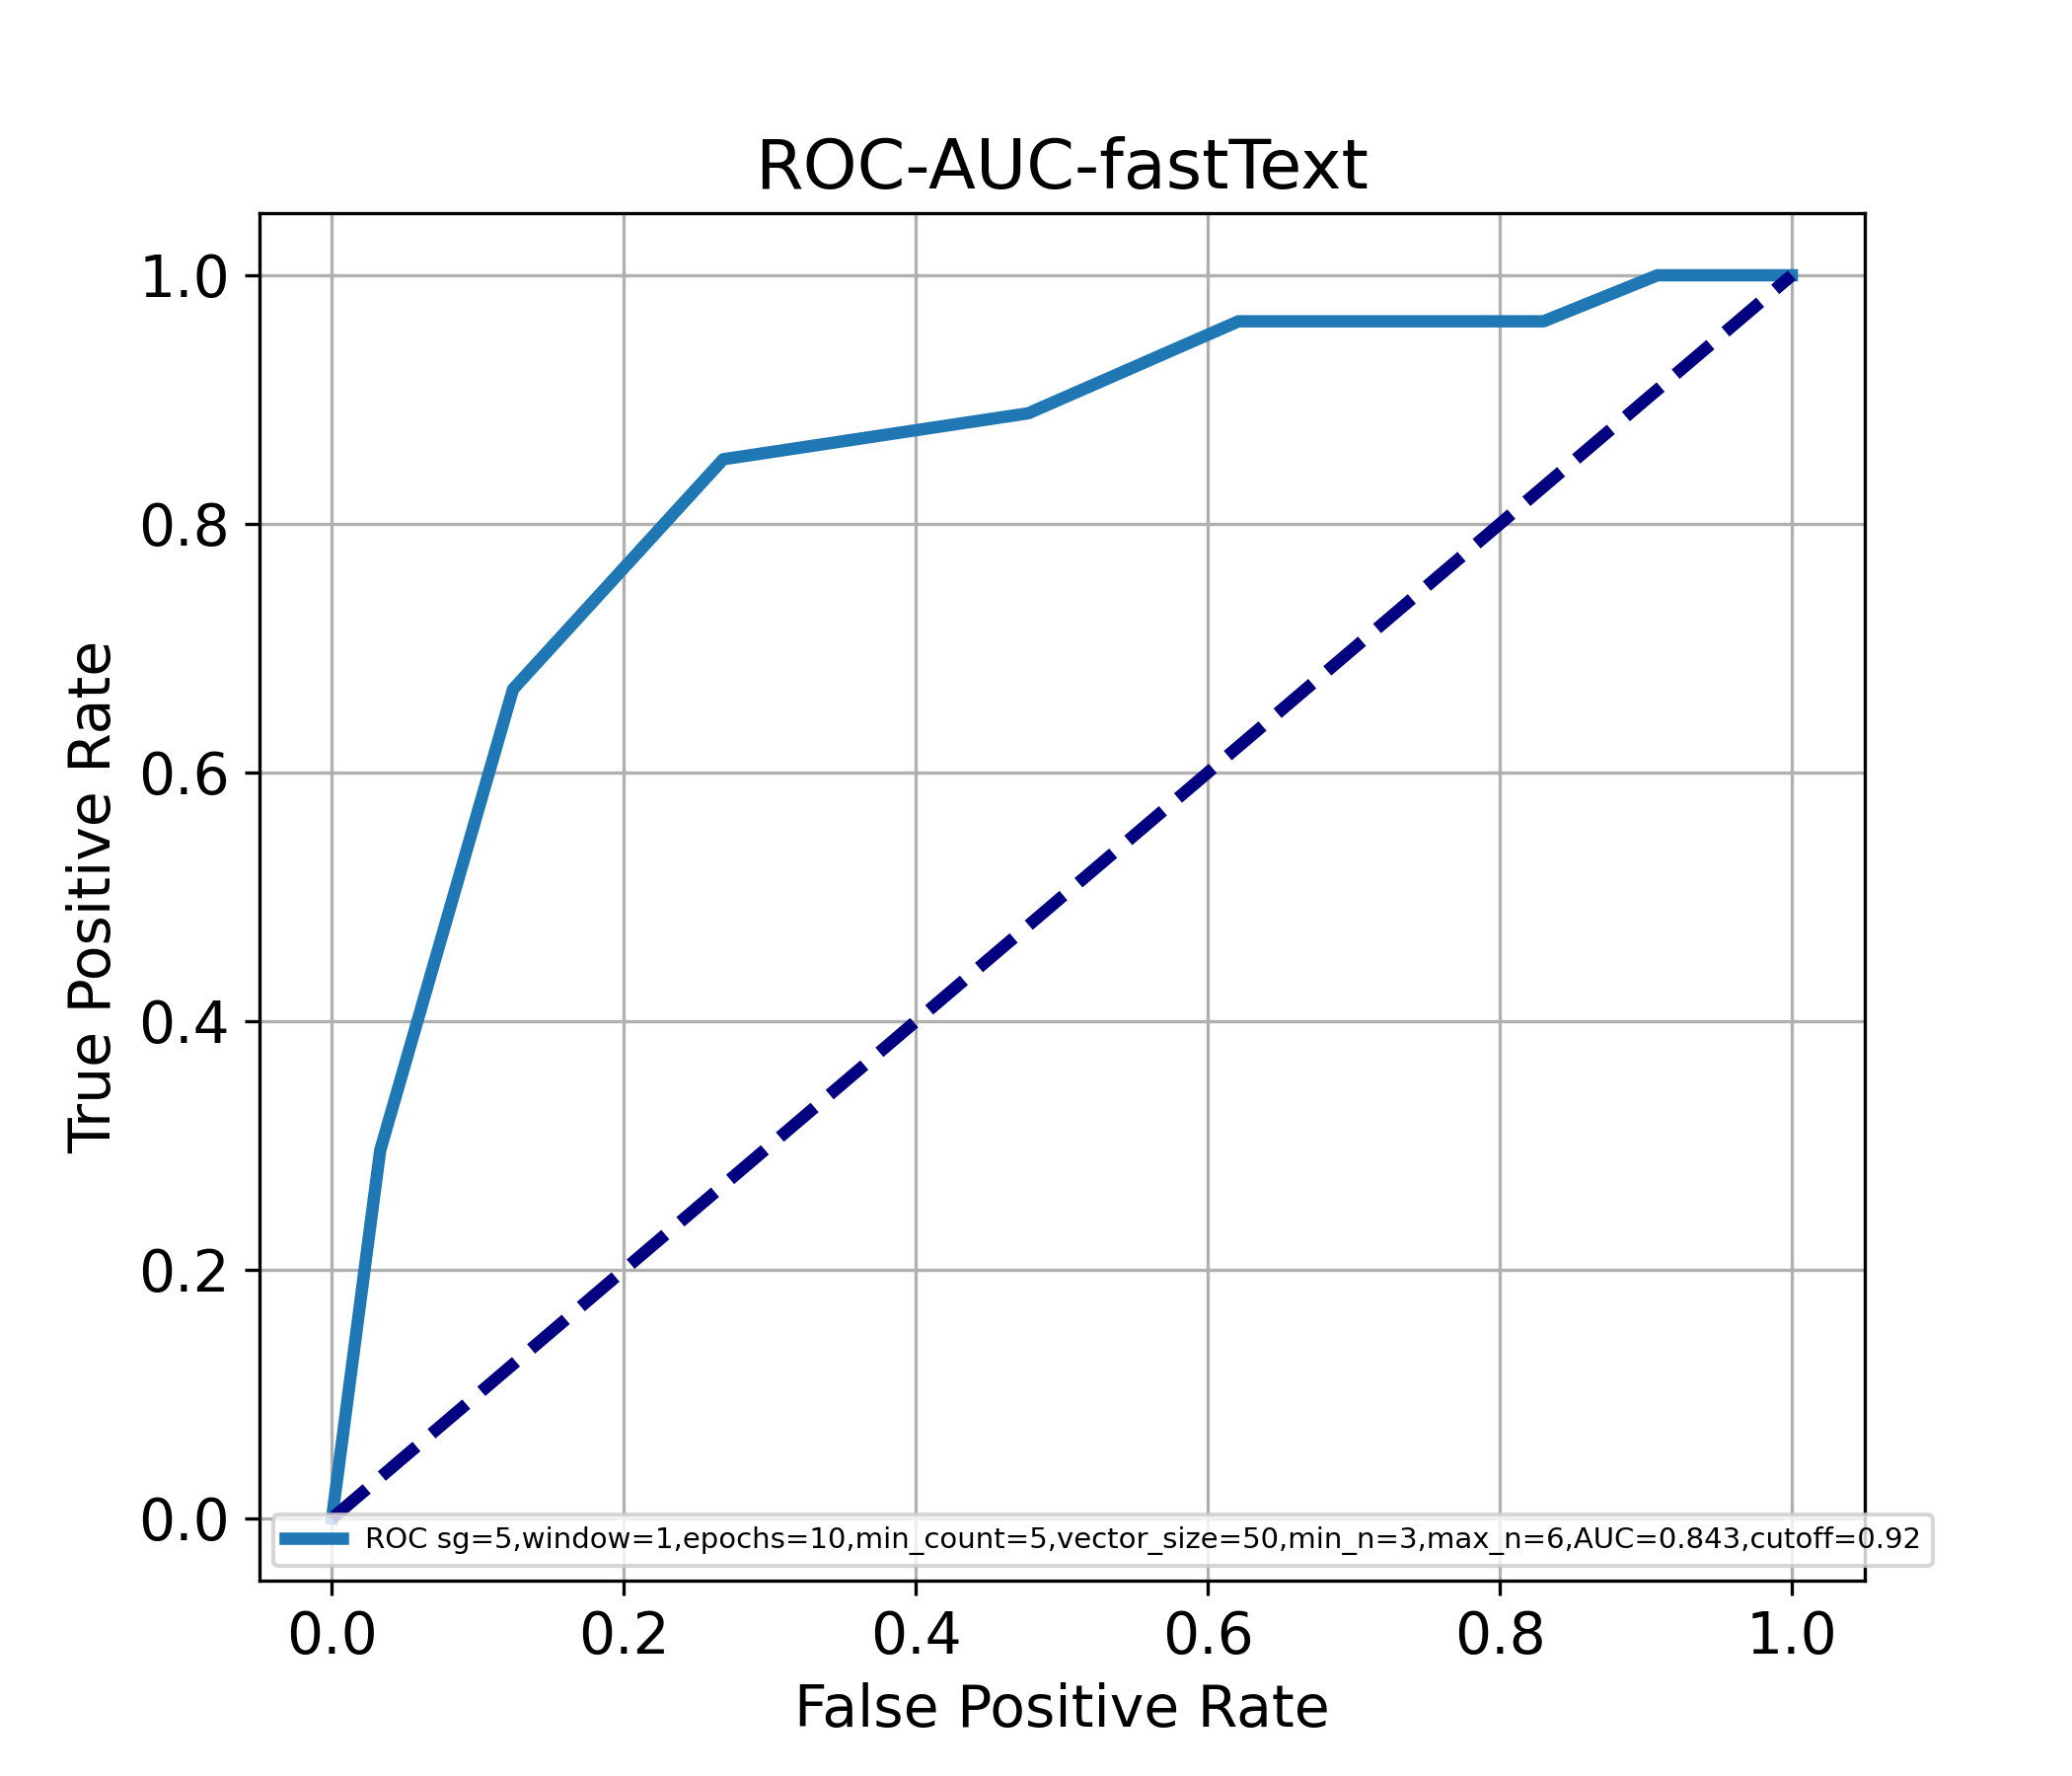 ROC-AUC-fastText
True Positive Rate
1.0
0.8
0.6
0.4
0.2
0.0
ROC sg=5,window=1,epochs=10,min_count=5,vector_size=50,min_n=3,max_n=6,AUC=0.843,cutoff=0.92
0.0 0.2 0.4 0.6 0.8 1.0
False Positive Rate